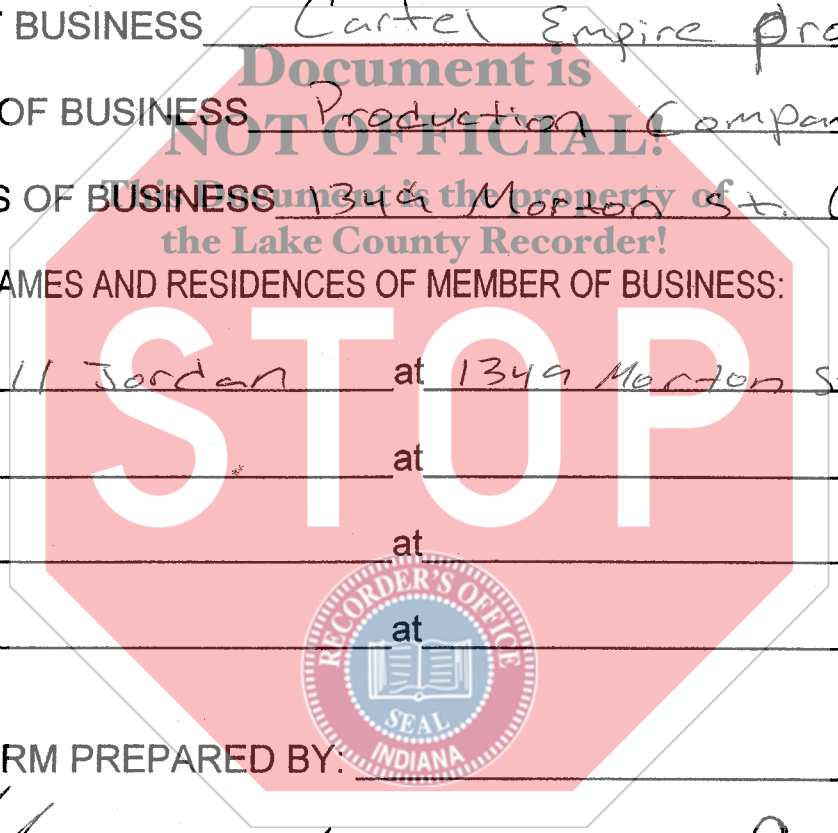 BUSINESS Cartel Empire Pro
Document is
OF BUSINESS Production Compan
NOT OFFICIAL!
This Document is the property of
S OF BUSINESS 1349 Morton St.
the Lake County Recorder!
AMES AND RESIDENCES OF MEMBER OF BUSINESS:
STOP
ll Jordan at 1349 Morton S
at
at
at
RECORDER'S OFFICE
SEAL
INDIANA
RM PREPARED BY: